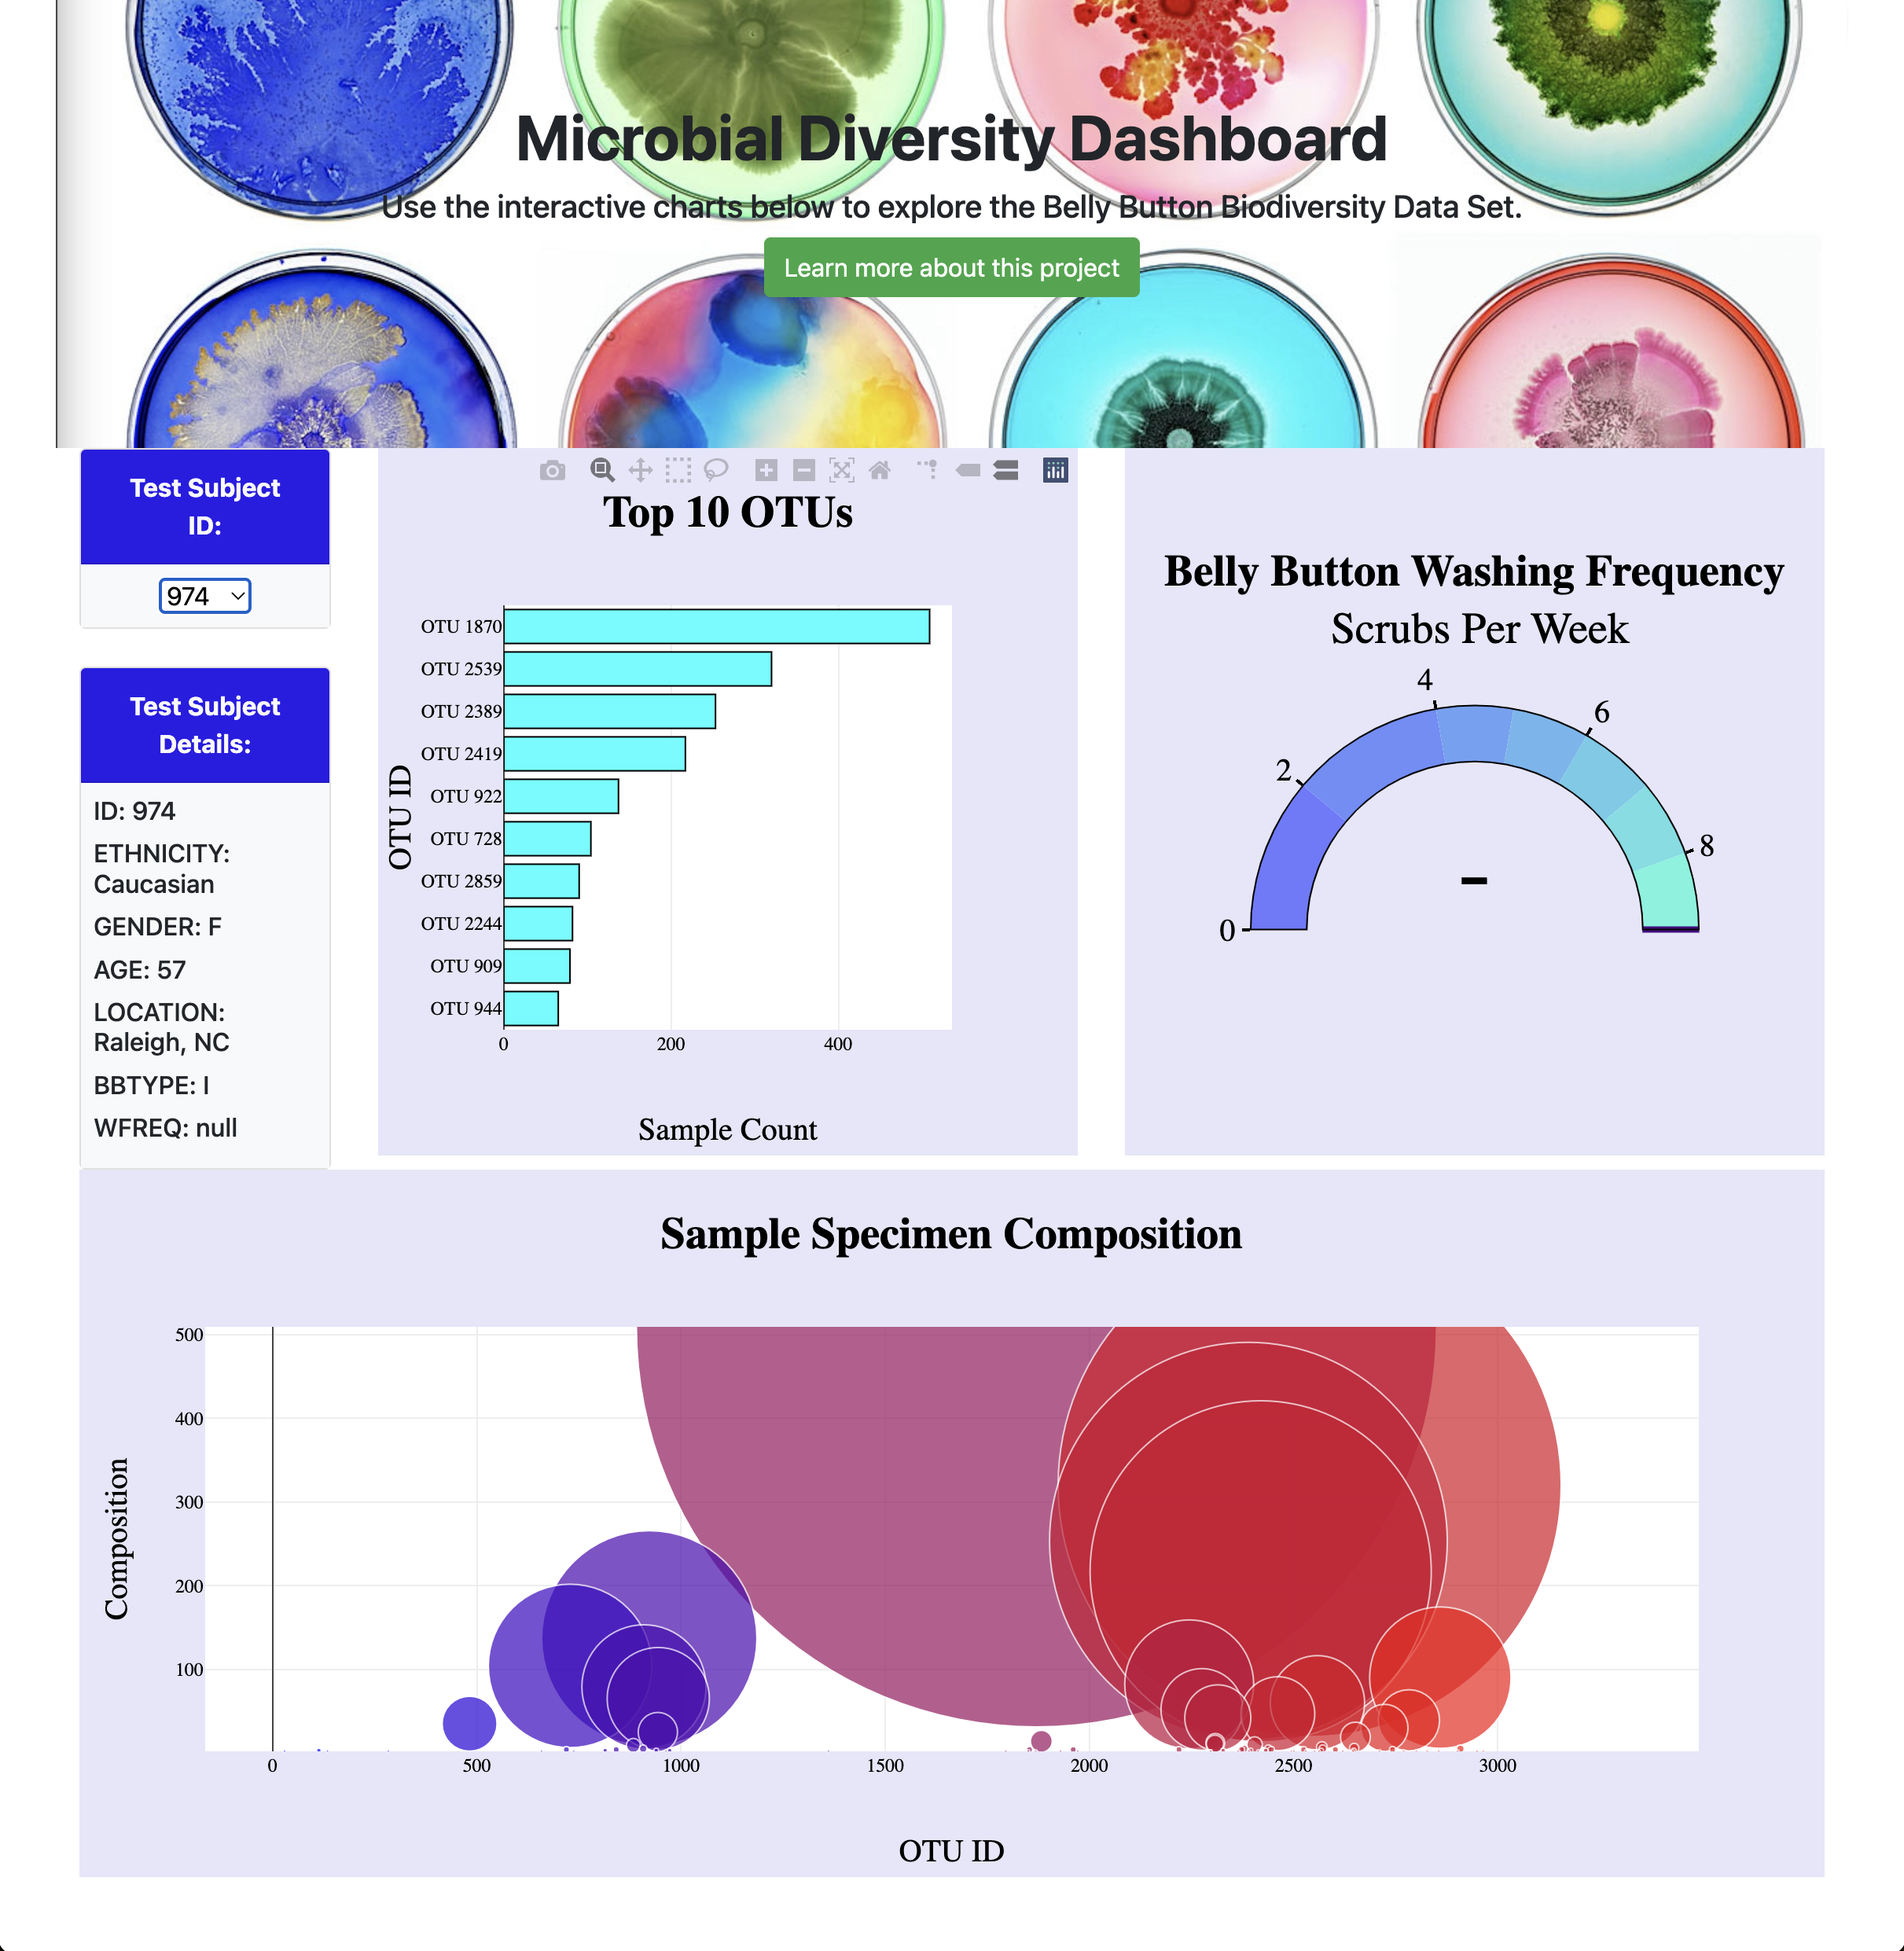 Microbial Diversity Dashboard
Use the interactive charts below to explore the Belly Button Biodiversity Data Set.
Learn more about this project
Test Subject
ID:
974
Test Subject
Details:
ID: 974
ETHNICITY:
Caucasian
GENDER: F
AGE: 57
LOCATION:
Raleigh, NC
BBTYPE: I
WFREQ: null
Top 10 OTUs
OTU ID
OTU 1870
OTU 2539
OTU 2389
OTU 2419
OTU 922
OTU 728
OTU 2859
OTU 2244
OTU 909
OTU 944
0 200 400
Sample Count
Belly Button Washing Frequency
Scrubs Per Week
0
2
4
6
8
–
Sample Specimen Composition
Composition
500
400
300
200
100
0 500 1000 1500 2000 2500 3000
OTU ID